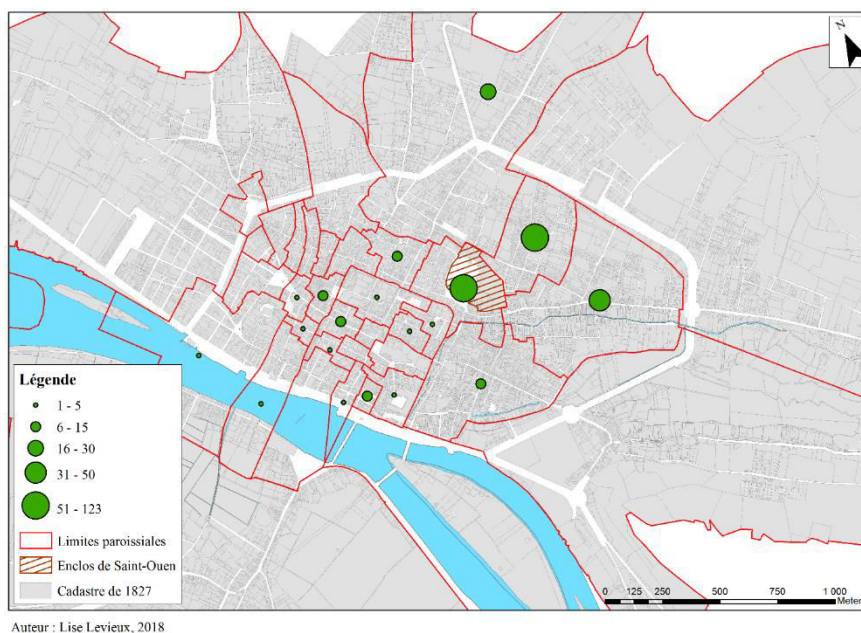 N
Légende
1 - 5
6 - 15
16 - 30
31 - 50
51 - 123
Limites paroissiales
Enclos de Saint-Ouen
Cadastre de 1827
0 125 250 500 750 1 000
Meters
Auteur : Lise Levieux, 2018